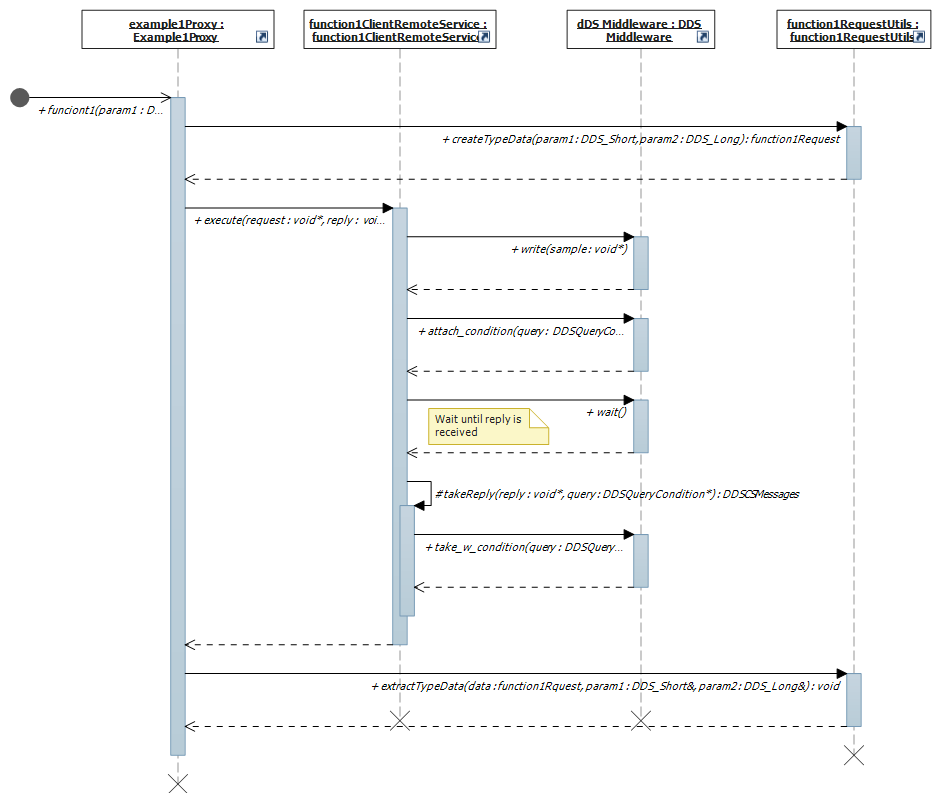 example1Proxy :
Example1Proxy
function1ClientRemoteService :
function1ClientRemoteService
dDS Middleware : DDS
Middleware
function1RequestUtils :
function1RequestUtils
+ funciont1(param1 : D...
+ createTypeData(param1 : DDS_Short, param2 : DDS_Long) : function1Request
+ execute(request : void*, reply : voi...
+ write(sample : void*)
+ attach_condition(query : DDSQueryCo...
+ wait()
Wait until reply is
received
# takeReply(reply : void*, query : DDSQueryCondition*) : DDSCSMessages
+ take_w_condition(query : DDSQuery...
+ extractTypeData(data : function1Rquest, param1 : DDS_Short&, param2 : DDS_Long&) : void